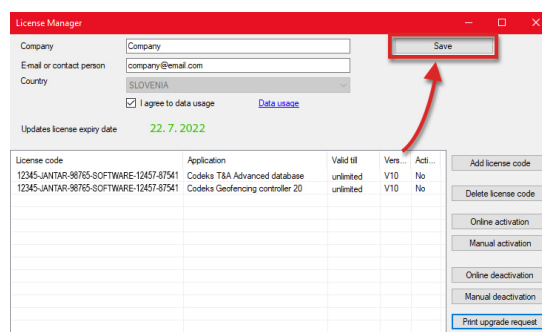 License Manager
Company Company Save
E-mail or contact person company@email.com
Country SLOVENIA
I agree to data usage Data usage
Updates license expiry date 22. 7. 2022
License code Application Valid till Vers... Acti... Add license code
12345-JANTAR-98765-SOFTWARE-12457-87541 Codeks T&A Advanced database unlimited V10 No
12345-JANTAR-98765-SOFTWARE-12457-87541 Codeks Geofencing controller 20 unlimited V10 No
Delete license code
Online activation
Manual activation
Online deactivation
Manual deactivation
Print upgrade request